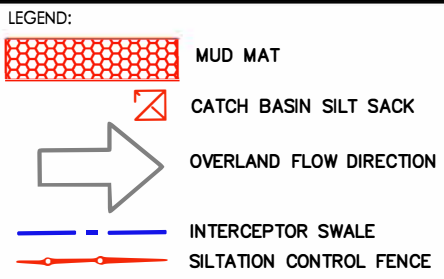 LEGEND:
MUD MAT
CATCH BASIN SILT SACK
OVERLAND FLOW DIRECTION
INTERCEPTOR SWALE
SILTATION CONTROL FENCE